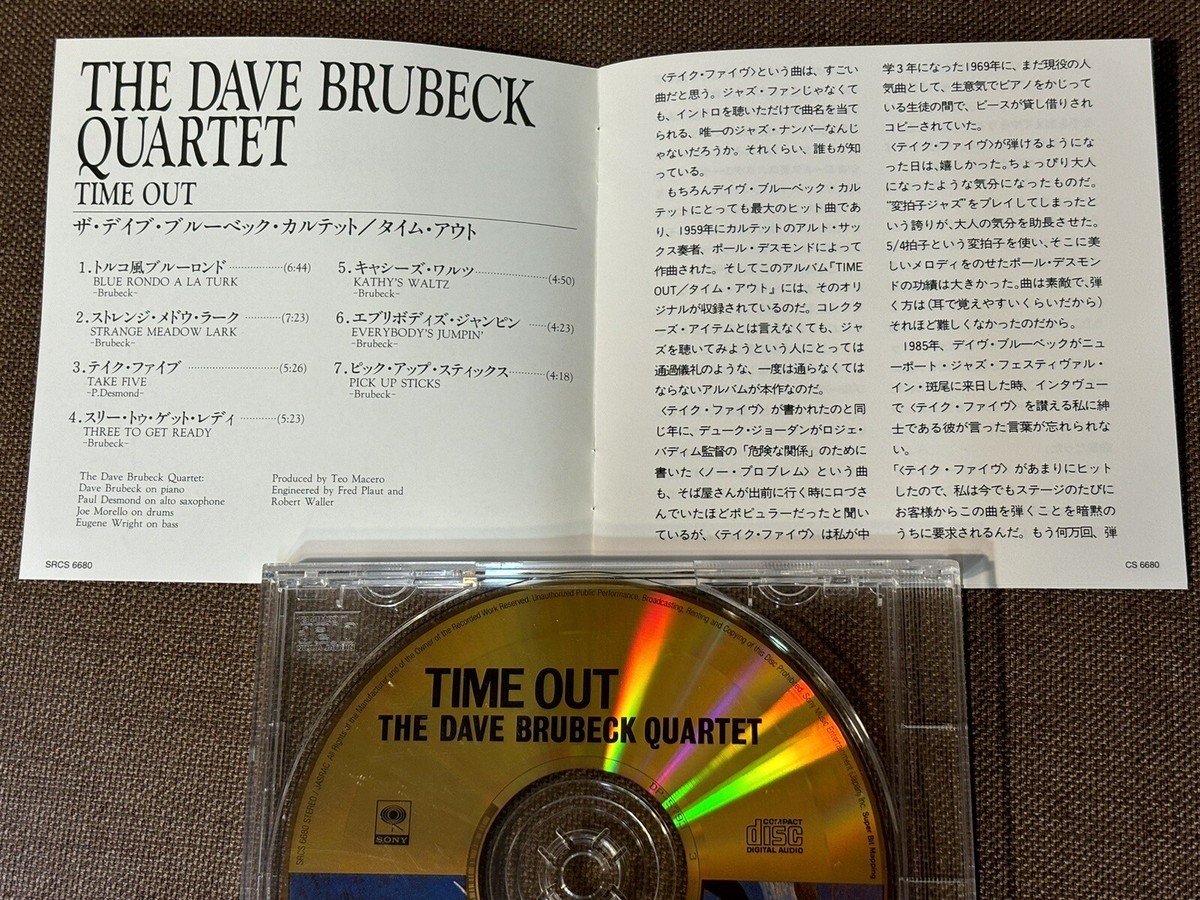 THE DAVE BRUBECK
QUARTET
TIME OUT
ザ・デイブ・ブルーベック・カルテット／タイム・アウト
1.トルコ風ブルーロンド ……………(6:44)
BLUE RONDO A LA TURK
-Brubeck-
2.ストレンジ・メドウ・ラーク ………(7:23)
STRANGE MEADOW LARK
-Brubeck-
3.テイク・ファイブ ……………………(5:26)
TAKE FIVE
-P.Desmond-
4.スリー・トゥ・ゲット・レディ ………(5:23)
THREE TO GET READY
-Brubeck-
5.キャシーズ・ワルツ………………(4:50)
KATHY'S WALTZ
-Brubeck-
6.エブリボディズ・ジャンピン ……(4:23)
EVERYBODY'S JUMPIN'
-Brubeck-
7.ピック・アップ・スティックス…………(4:18)
PICK UP STICKS
-Brubeck-
The Dave Brubeck Quartet:
Dave Brubeck on piano
Paul Desmond on alto saxophone
Joe Morello on drums
Eugene Wright on bass
Produced by Teo Macero
Engineered by Fred Plaut and
Robert Waller
SRCS 6680
〈テイク・ファイヴ〉という曲は、すごい
曲だと思う。ジャズ・ファンじゃなくて
も、イントロを聴いただけで曲名を当て
られる、唯一のジャズ・ナンバーなんじ
ゃないだろうか。それくらい、誰もが知
っている。
もちろんデイヴ・ブルーベック・カル
テットにとっても最大のヒット曲であ
り、1959年にカルテットのアルト・サッ
クス奏者、ポール・デスモンドによって
作曲された。そしてこのアルバム『TIME
OUT／タイム・アウト』には、そのオリ
ジナルが収録されているのだ。コレクタ
ーズ・アイテムとは言えなくても、ジャ
ズを聴いてみようという人にとっては
通過儀礼のような、一度は通らなくては
ならないアルバムが本作なのだ。
〈テイク・ファイヴ〉が書かれたのと同
じ年に、デューク・ジョーダンがロジェ・
バディム監督の「危険な関係」のために
書いた〈ノー・プロブレム〉という曲
も、そば屋さんが出前に行く時に口づさ
んでいたほどポピュラーだったと聞い
ているが、〈テイク・ファイヴ〉は私が中
学3年になった1969年に、まだ現役の人
気曲として、生意気でピアノをかじって
いる生徒の間で、ピースが貸し借りされ
コピーされていた。
〈テイク・ファイヴ〉が弾けるようにな
った日は、嬉しかった。ちょっぴり大人
になったような気分になったものだ。
“変拍子ジャズ”をプレイしてしまったと
いう誇りが、大人の気分を助長させた。
5/4拍子という変拍子を使い、そこに美
しいメロディをのせたポール・デスモン
ドの功績は大きかった。曲は素敵で、弾
く方は（耳で覚えやすいくらいだから）
それほど難しくなかったのだから。
1985年、デイヴ・ブルーベックがニュ
ーポート・ジャズ・フェスティヴァル・
イン・斑尾に来日した時、インタヴュー
で〈テイク・ファイヴ〉を讃える私に紳
士である彼が言った言葉が忘れられな
い。
「〈テイク・ファイヴ〉があまりにヒット
したので、私は今でもステージのたびに
お客様からこの曲を弾くことを暗黙の
うちに要求されるんだ。もう何万回、弾
CS 6680
SRCS 6680 STEREO JASRAC All Rights of the Manufacturer and of the Owner of the Recorded Work Reserved. Unauthorized Public Performance, Broadcasting, Renting and Copying of this Disc Prohibited. Sony Music Entertainment (Japan) Inc. Super Bit Mapping
TIME OUT
THE DAVE BRUBECK QUARTET
SONY
COMPACT
disc
DIGITAL AUDIO